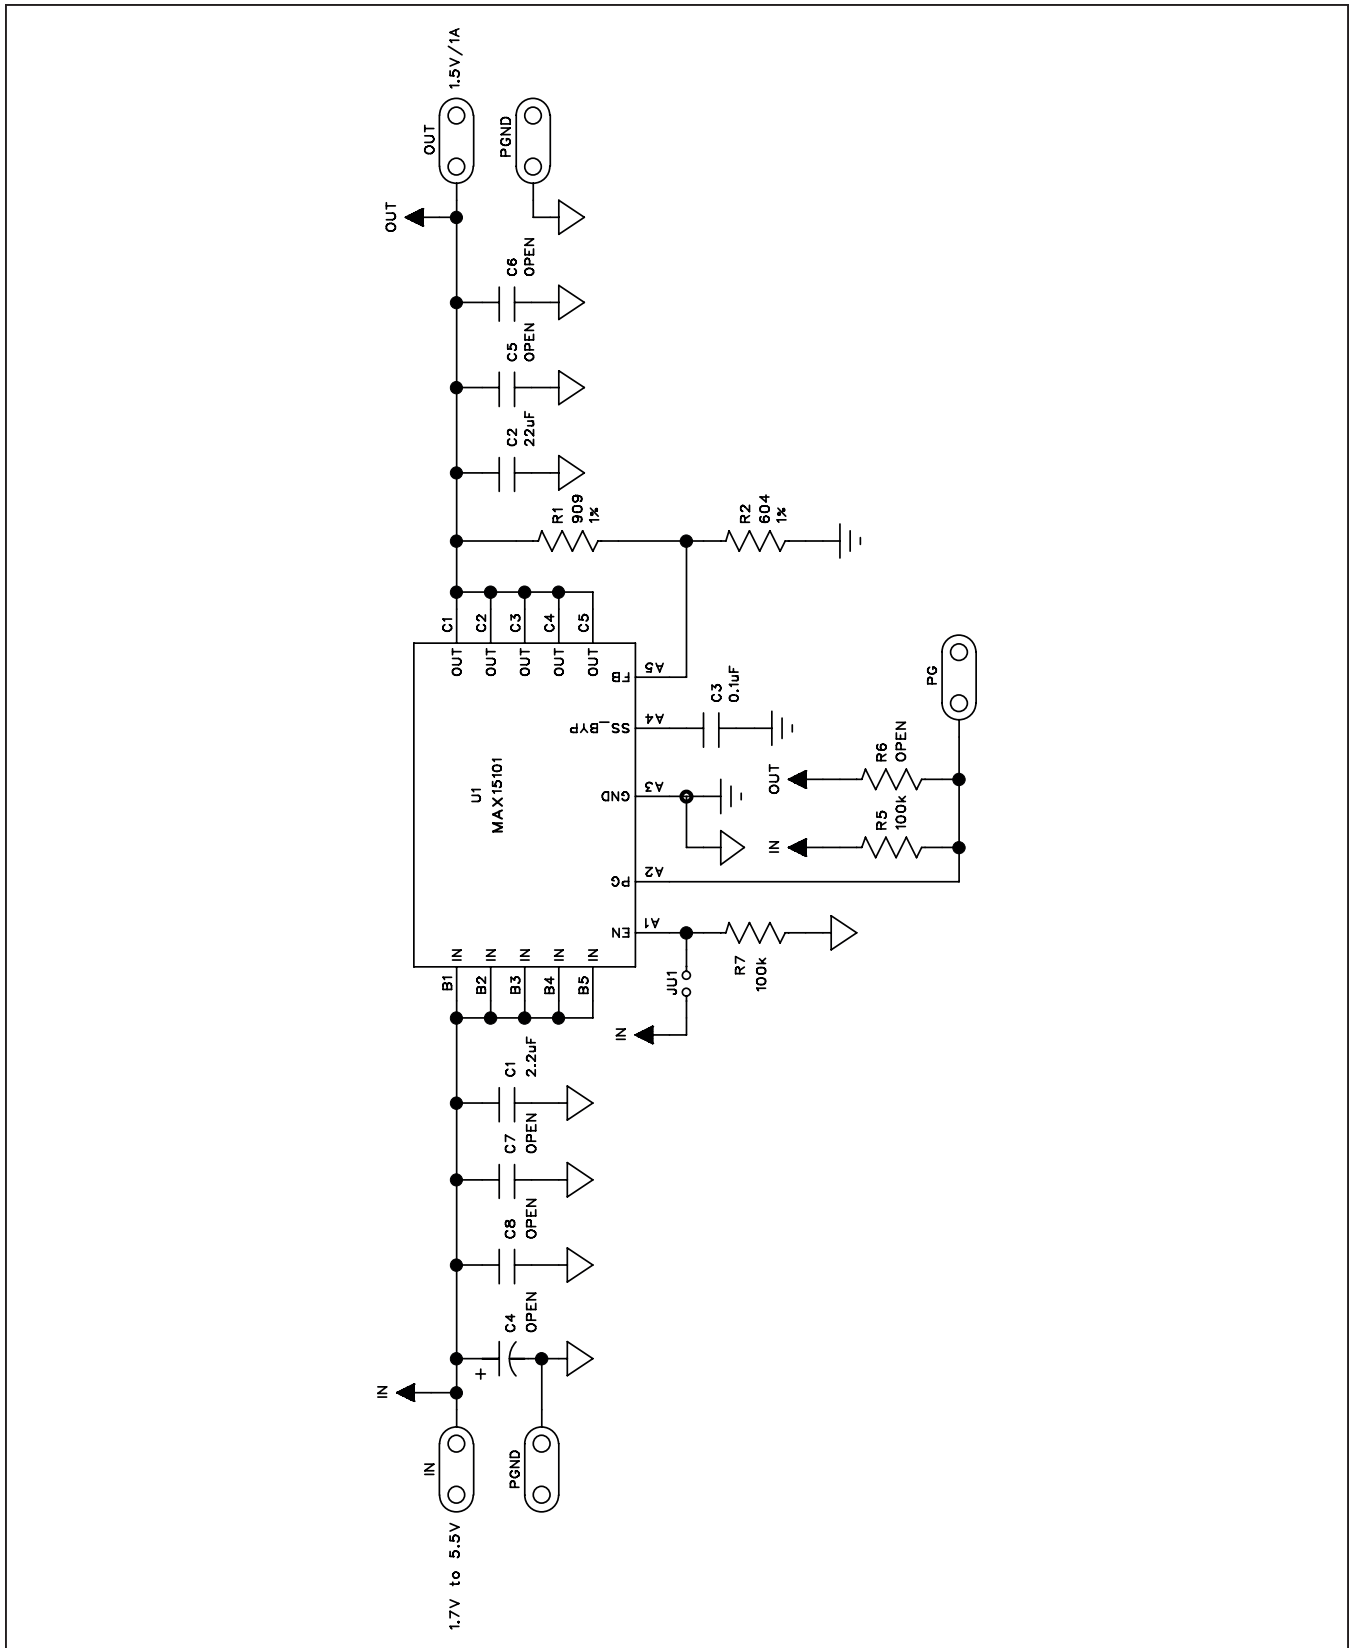 1.5V/1A
OUT
PGND
OUT
C6
OPEN
C5
OPEN
C2
22uF
R1
909
1%
R2
604
1%
C1
C2
C3
C4
C5
OUT
OUT
OUT
OUT
OUT
FB
A5
SS_BYP
A4
C3
0.1uF
GND
A3
PG
A2
EN
A1
U1
MAX15101
PG
OUT
R6
OPEN
IN
R5
100k
IN
IN
IN
IN
IN
B1
B2
B3
B4
B5
R7
100k
JU1
IN
C1
2.2uF
C7
OPEN
C8
OPEN
C4
OPEN
+
IN
IN
PGND
1.7V to 5.5V